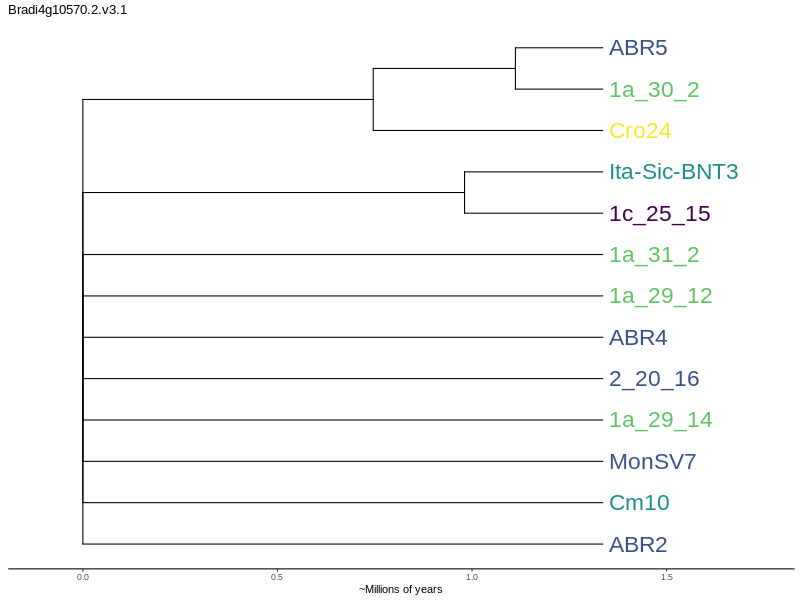 Bradi4g10570.2.v3.1
ABR5
1a_30_2
Cro24
Ita-Sic-BNT3
1c_25_15
1a_31_2
1a_29_12
ABR4
2_20_16
1a_29_14
MonSV7
Cm10
ABR2
0.0 0.5 1.0 1.5
~Millions of years